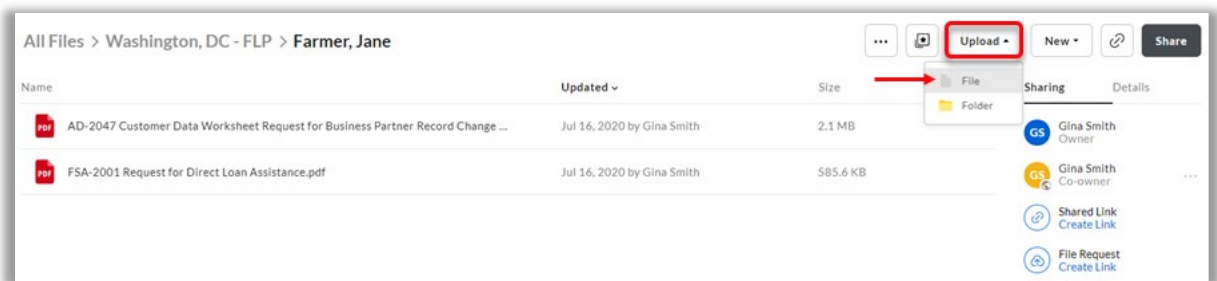 All Files > Washington, DC - FLP > Farmer, Jane
Upload
New
Share
File
Folder
Name
Updated
Size
Sharing
Details
PDF
AD-2047 Customer Data Worksheet Request for Business Partner Record Change ...
Jul 16, 2020 by Gina Smith
2.1 MB
PDF
FSA-2001 Request for Direct Loan Assistance.pdf
Jul 16, 2020 by Gina Smith
585.6 KB
GS
Gina Smith
Owner
GS
Gina Smith
Co-owner
Shared Link
Create Link
File Request
Create Link